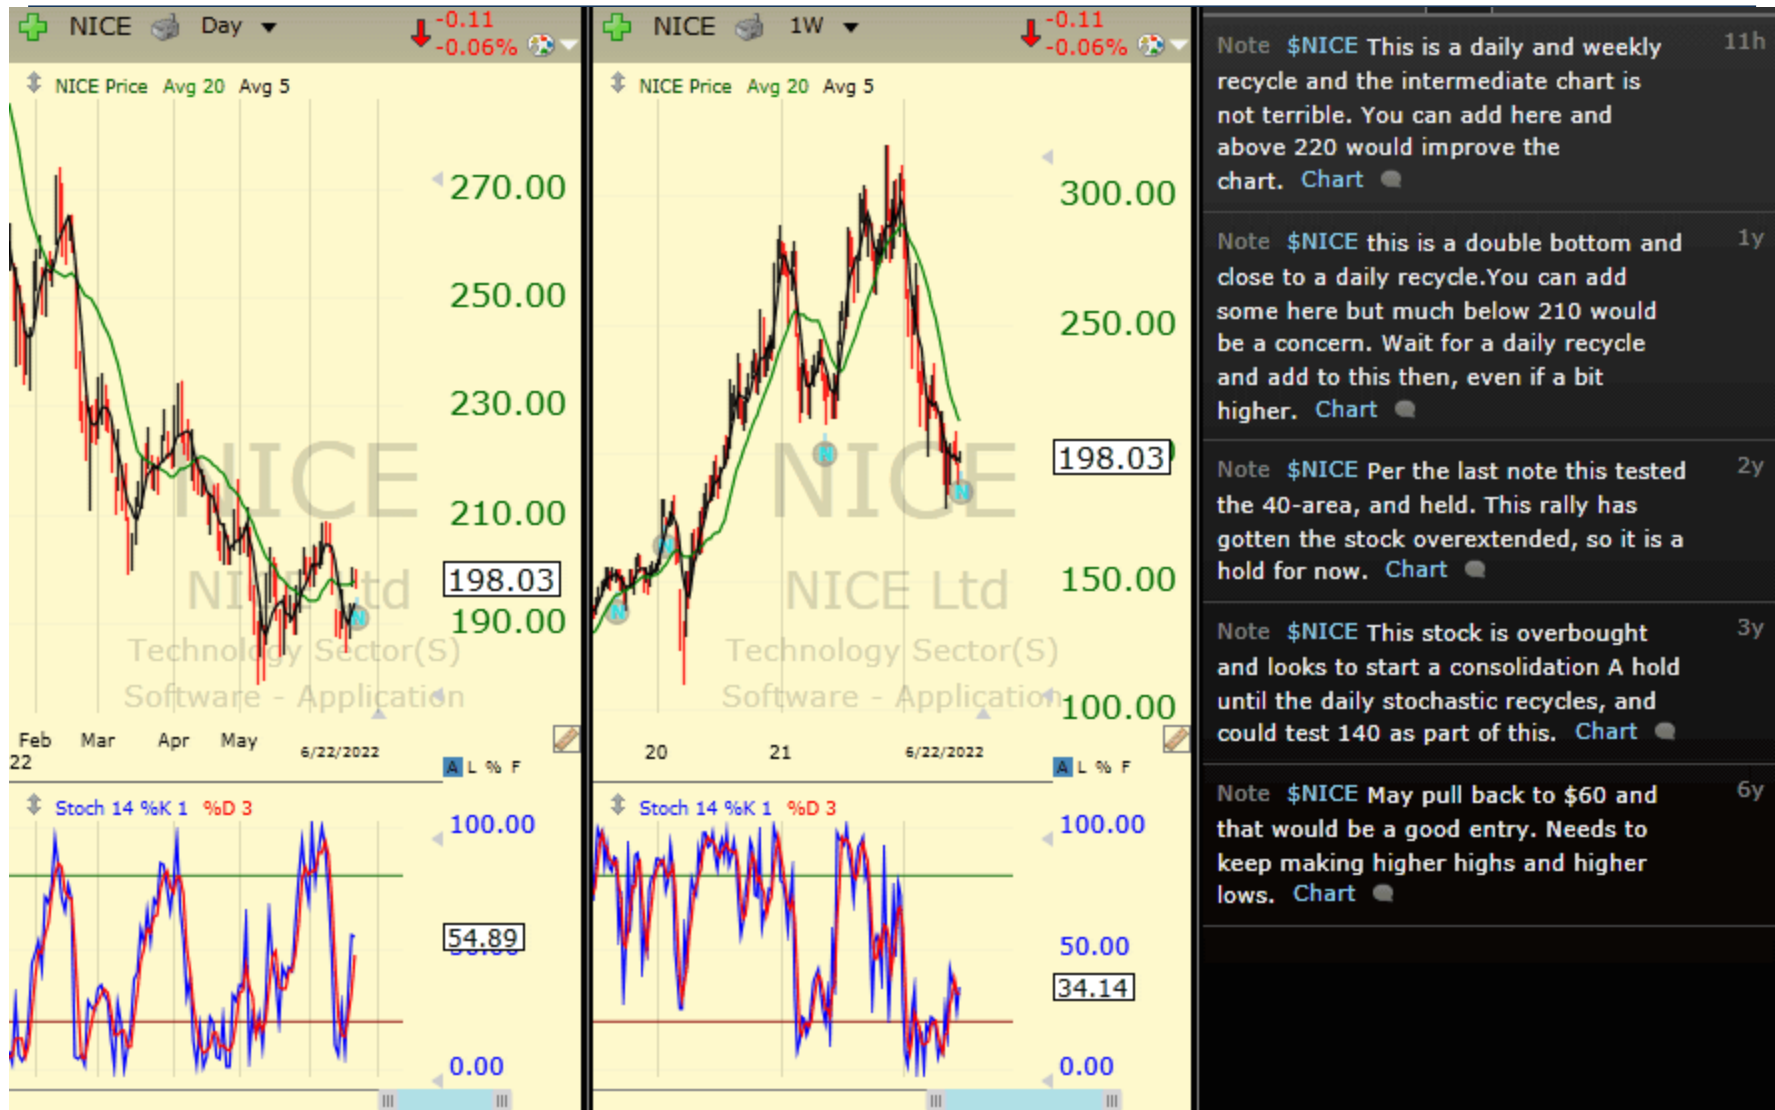 NICE Day
-0.11
-0.06%
NICE Price Avg 20 Avg 5
270.00
250.00
230.00
210.00
198.03
190.00
NICE
NICE Ltd
Technology Sector(S)
Software - Application
Feb Mar Apr May 6/22/2022
22
A L % F
Stoch 14 %K 1 %D 3
100.00
54.89
0.00
NICE 1W
-0.11
-0.06%
NICE Price Avg 20 Avg 5
300.00
250.00
198.03
150.00
100.00
NICE
NICE Ltd
Technology Sector(S)
Software - Application
20 21 6/22/2022
A L % F
Stoch 14 %K 1 %D 3
100.00
50.00
34.14
0.00
Note $NICE This is a daily and weekly 11h
recycle and the intermediate chart is
not terrible. You can add here and
above 220 would improve the
chart. Chart
Note $NICE this is a double bottom and 1y
close to a daily recycle.You can add
some here but much below 210 would
be a concern. Wait for a daily recycle
and add to this then, even if a bit
higher. Chart
Note $NICE Per the last note this tested 2y
the 40-area, and held. This rally has
gotten the stock overextended, so it is a
hold for now. Chart
Note $NICE This stock is overbought 3y
and looks to start a consolidation A hold
until the daily stochastic recycles, and
could test 140 as part of this. Chart
Note $NICE May pull back to $60 and 6y
that would be a good entry. Needs to
keep making higher highs and higher
lows. Chart